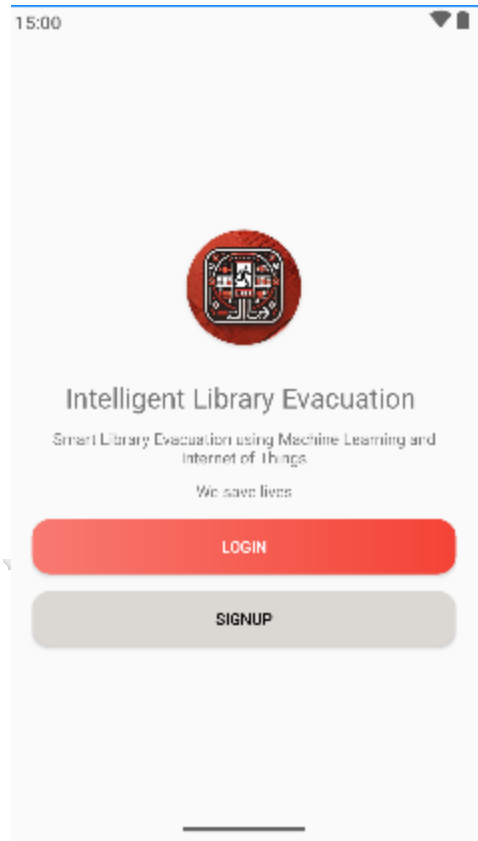 15:00
Intelligent Library Evacuation
Smart Library Evacuation using Machine Learning and
Internet of Things
We save lives
LOGIN
SIGNUP